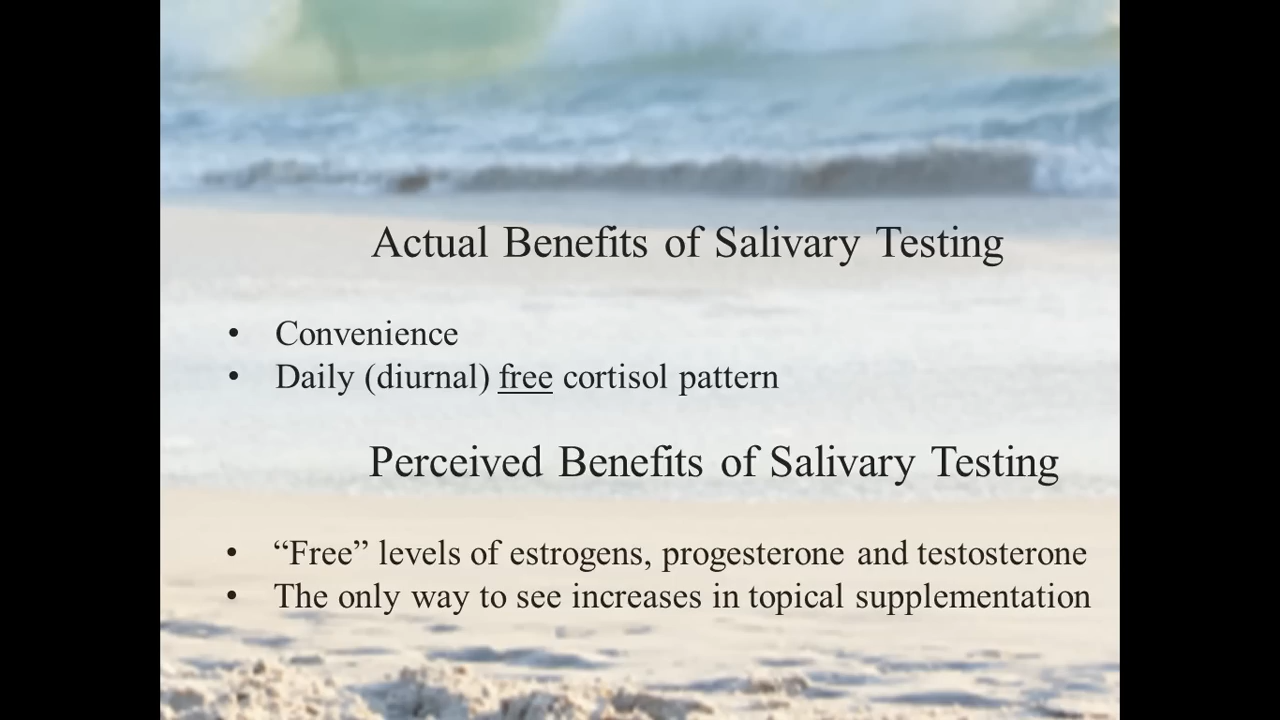 Actual Benefits of Salivary Testing
• Convenience
• Daily (diurnal) free cortisol pattern
Perceived Benefits of Salivary Testing
• “Free” levels of estrogens, progesterone and testosterone
• The only way to see increases in topical supplementation